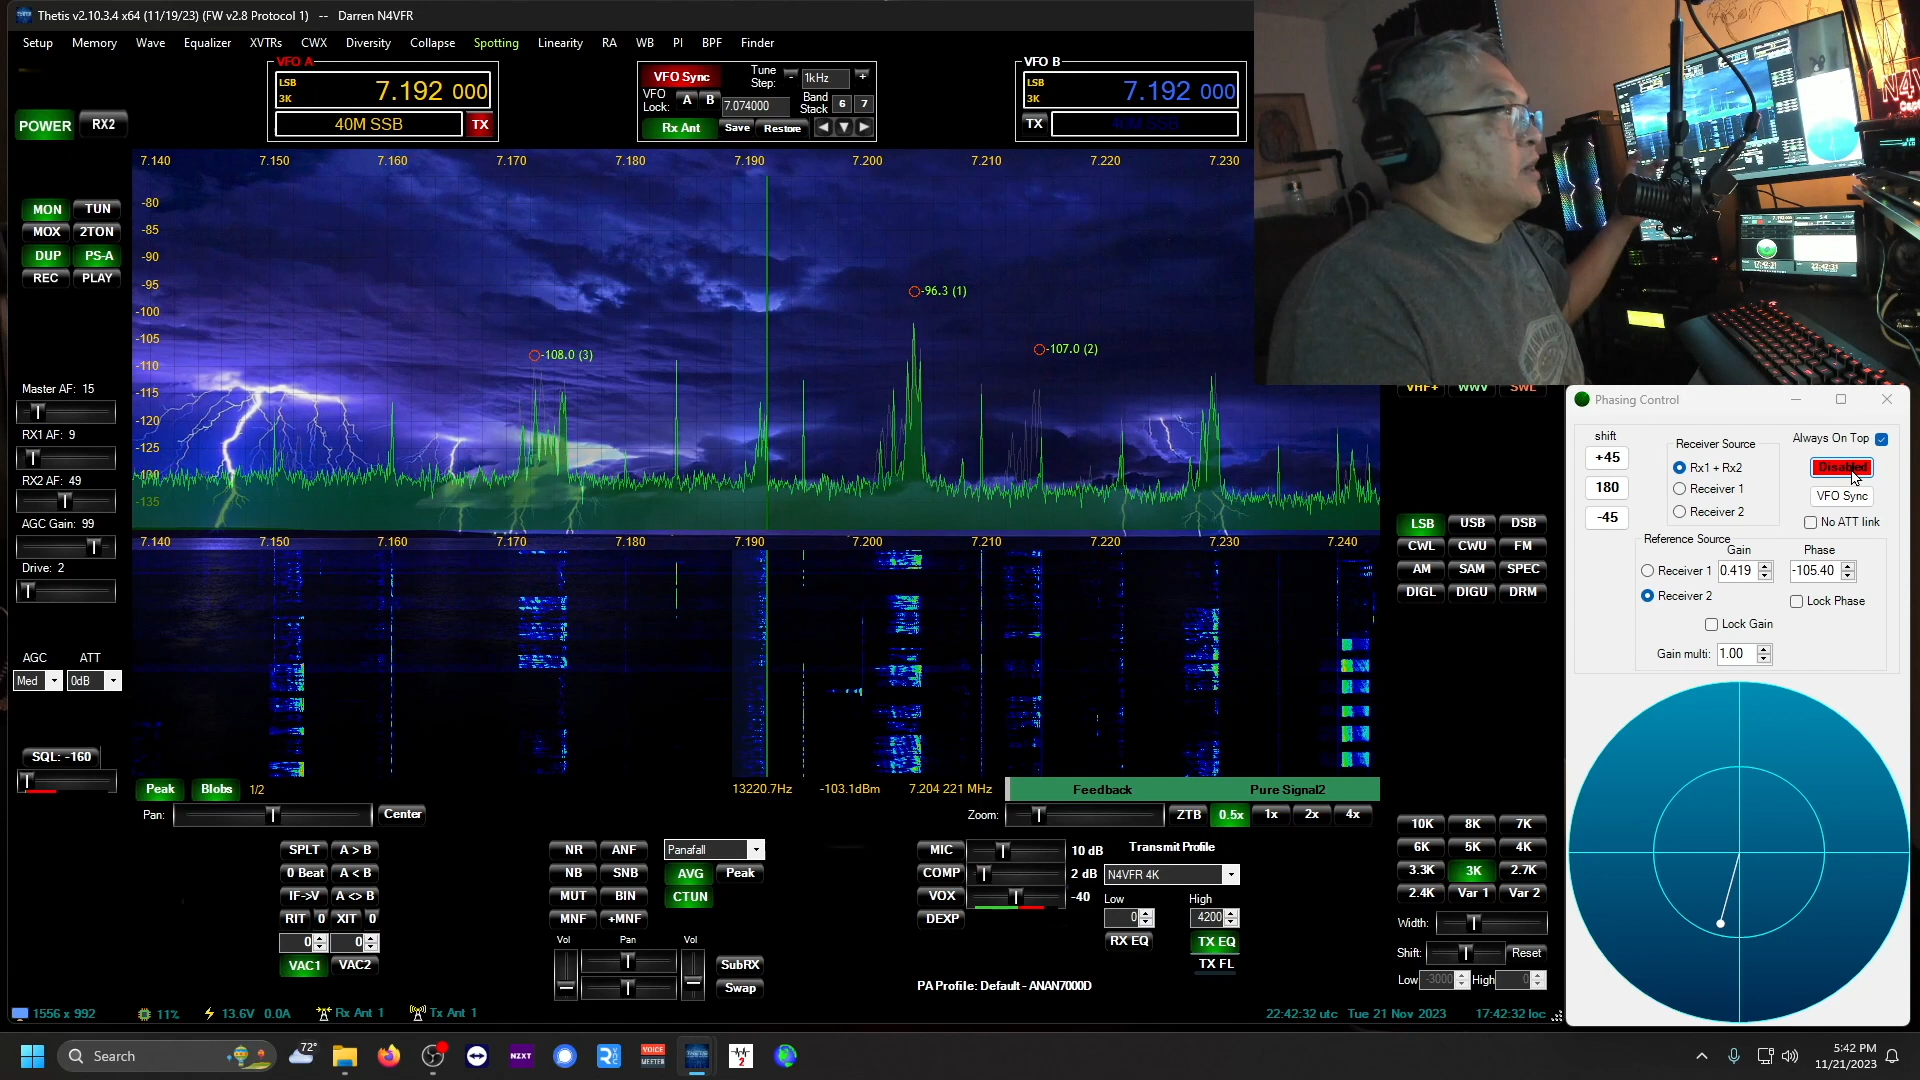 Thetis v2.10.3.4 x64 (11/19/23) (FW v2.8 Protocol 1) -- Darren N4VFR
Setup Memory Wave Equalizer XVTRs CWX Diversity Collapse Spotting Linearity RA WB PI BPF Finder
VFO A
LSB
3K
7.192 000
40M SSB
TX
VFO Sync
Tune Step: - 1kHz +
VFO Lock: A B 7.074000
Band Stack 6 7
Rx Ant Save Restore
VFO B
LSB
3K
7.192 000
TX
40M SSB
POWER RX2
7.140 7.150 7.160 7.170 7.180 7.190 7.200 7.210 7.220 7.230
MON TUN
MOX 2TON
DUP PS-A
REC PLAY
-80
-85
-90
-95
-100
-105
-110
-115
-120
-125
-130
-135
-96.3 (1)
-107.0 (2)
-108.0 (3)
Master AF: 15
RX1 AF: 9
RX2 AF: 49
AGC Gain: 99
Drive: 2
7.140 7.150 7.160 7.170 7.180 7.190 7.200 7.210 7.220 7.230 7.240
AGC ATT
Med 0dB
SQL: -160
Peak Blobs 1/2
13220.7Hz -103.1dBm 7.204 221 MHz
Feedback Pure Signal2
Pan: Center
Zoom: ZTB 0.5x 1x 2x 4x
SPLT A > B
0 Beat A < B
IF->V A <> B
RIT 0 XIT 0
0 0
VAC1 VAC2
NR ANF
NB SNB
MUT BIN
MNF +MNF
Panafall
AVG Peak
CTUN
Vol Pan Vol
SubRX
Swap
MIC 10 dB
COMP 2 dB
VOX -40
DEXP
Transmit Profile
N4VFR 4K
Low High
0 4200
RX EQ TX EQ
TX FL
PA Profile: Default - ANAN7000D
VHF+ WWV SWL
LSB USB DSB
CWL CWU FM
AM SAM SPEC
DIGL DIGU DRM
10K 8K 7K
6K 5K 4K
3.3K 3K 2.7K
2.4K Var 1 Var 2
Width:
Shift: Reset
Low -3000 High 0
Phasing Control
shift
+45
180
-45
Receiver Source
Rx1 + Rx2
Receiver 1
Receiver 2
Always On Top
Disabled
VFO Sync
No ATT link
Reference Source
Gain Phase
Receiver 1 0.419 -105.40
Receiver 2
Lock Phase
Lock Gain
Gain multi: 1.00
1556 x 992 11% 13.6V 0.0A Rx Ant 1 Tx Ant 1
22:42:32 utc Tue 21 Nov 2023 17:42:32 loc
Search
72°
NZXT
VOICE
MEETER
2
5:42 PM
11/21/2023